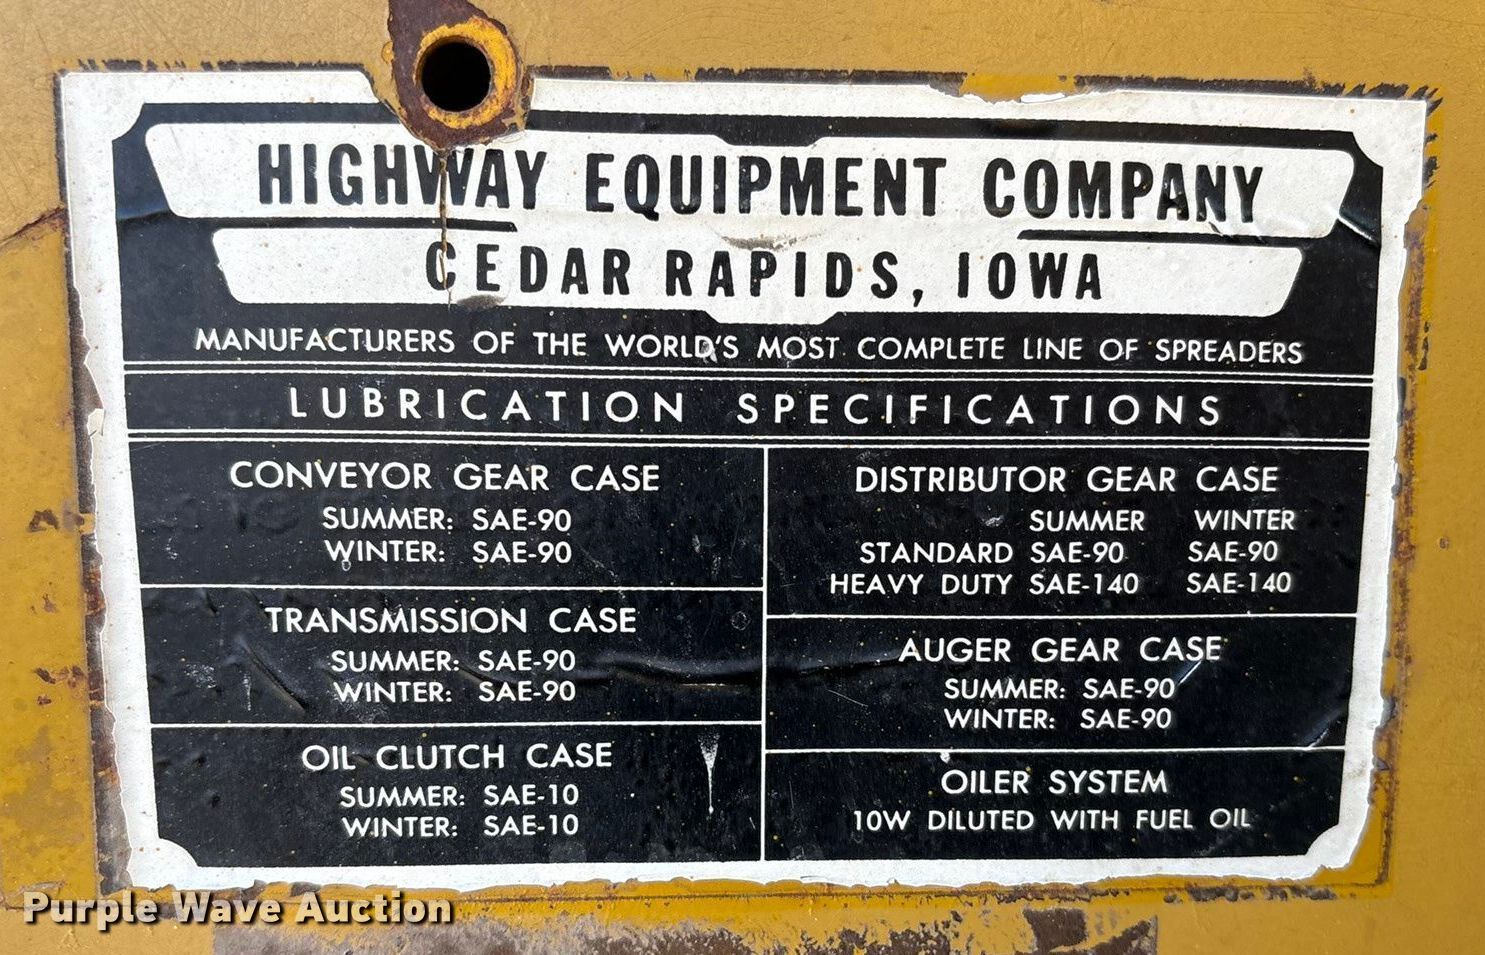 HIGHWAY EQUIPMENT COMPANY
CEDAR RAPIDS, IOWA
MANUFACTURERS OF THE WORLD'S MOST COMPLETE LINE OF SPREADERS
LUBRICATION SPECIFICATIONS
CONVEYOR GEAR CASE
SUMMER: SAE-90
WINTER: SAE-90
TRANSMISSION CASE
SUMMER: SAE-90
WINTER: SAE-90
OIL CLUTCH CASE
SUMMER: SAE-10
WINTER: SAE-10
DISTRIBUTOR GEAR CASE
SUMMER WINTER
STANDARD SAE-90 SAE-90
HEAVY DUTY SAE-140 SAE-140
AUGER GEAR CASE
SUMMER: SAE-90
WINTER: SAE-90
OILER SYSTEM
10W DILUTED WITH FUEL OIL
Purple Wave Auction